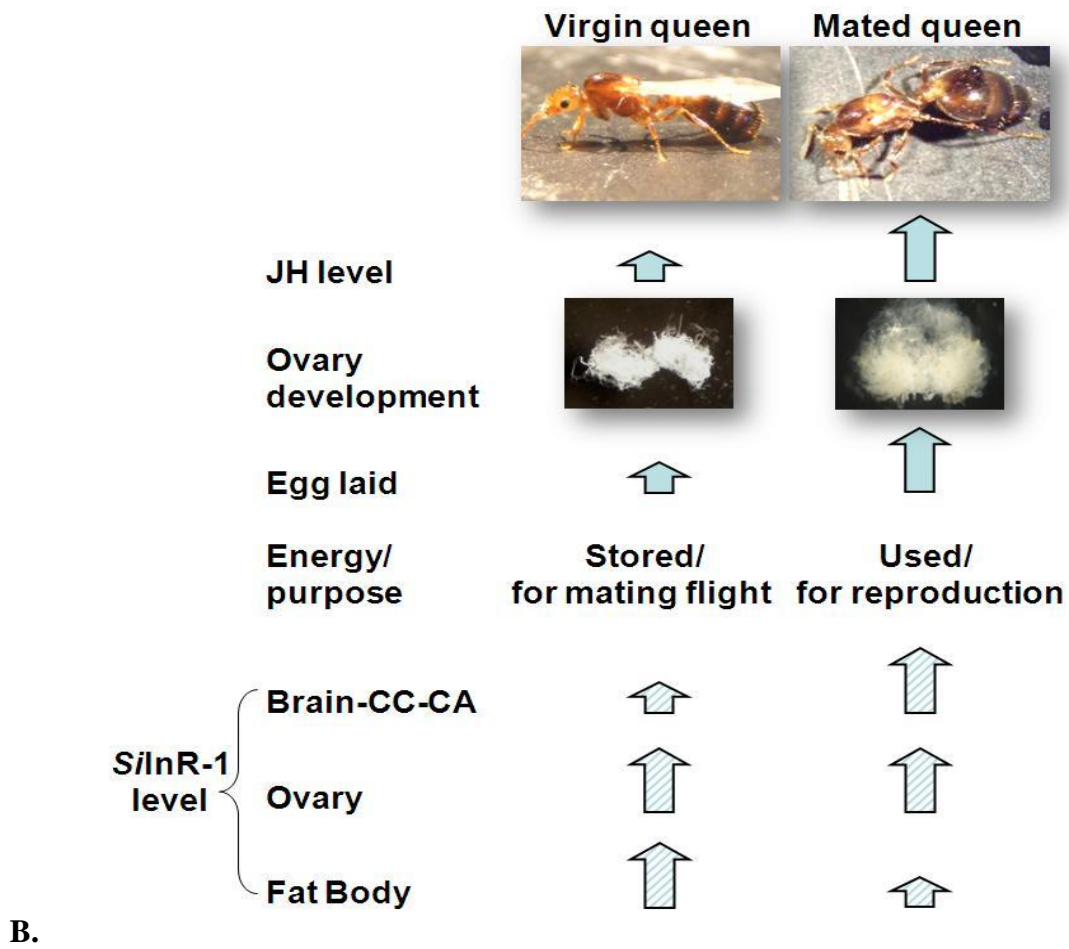 Virgin queen Mated queen
JH level
Ovary
development
Egg laid
Energy/ Stored/ Used/
purpose for mating flight for reproduction
Brain-CC-CA
SiInR-1
level
Ovary
Fat Body
B.